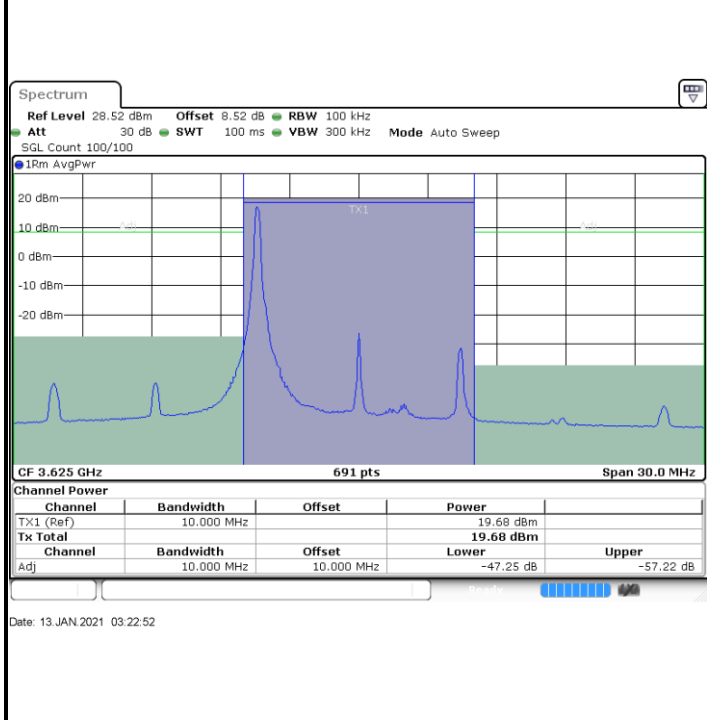 Spectrum
Ref Level 28.52 dBm Offset 8.52 dB RBW 100 kHz
Att 30 dB SWT 100 ms VBW 300 kHz Mode Auto Sweep
SGL Count 100/100
1Rm AvgPwr
20 dBm
TX1
10 dBm Adj Adj
0 dBm
-10 dBm
-20 dBm
CF 3.625 GHz 691 pts Span 30.0 MHz
Channel Power
Channel Bandwidth Offset Power
TX1 (Ref) 10.000 MHz 19.68 dBm
Tx Total 19.68 dBm
Channel Bandwidth Offset Lower Upper
Adj 10.000 MHz 10.000 MHz -47.25 dB -57.22 dB
Ready
Date: 13.JAN.2021 03:22:52